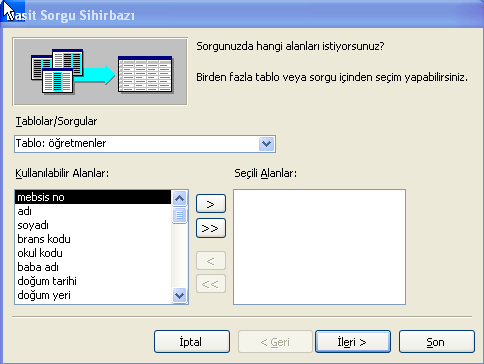 Basit Sorgu Sihirbazı
Sorgunuzda hangi alanları istiyorsunuz?
Birden fazla tablo veya sorgu içinden seçim yapabilirsiniz.
Tablolar/Sorgular
Tablo: öğretmenler
Kullanılabilir Alanlar:
Seçili Alanlar:
mebsis no
adı
soyadı
brans kodu
okul kodu
baba adı
doğum tarihi
doğum yeri
>
>>
<
<<
İptal
< Geri
İleri >
Son